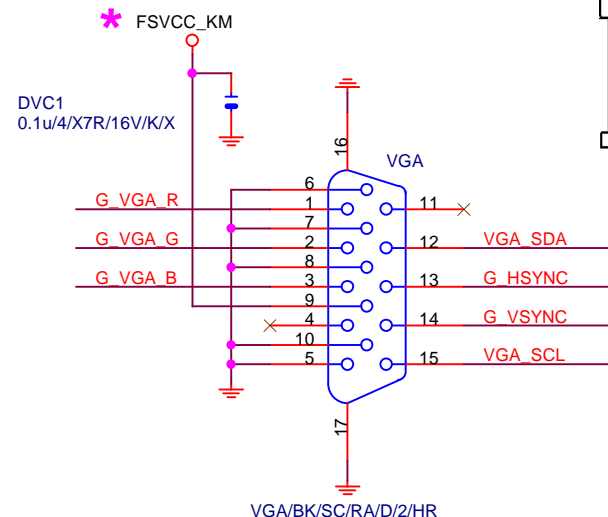 * FSVCC_KM
DVC1
0.1u/4/X7R/16V/K/X
16
VGA
6
G_VGA_R 1 11
7
G_VGA_G 2 12 VGA_SDA
8
G_VGA_B 3 13 G_HSYNC
9
4 14 G_VSYNC
10
5 15 VGA_SCL
17
VGA/BK/SC/RA/D/2/HR